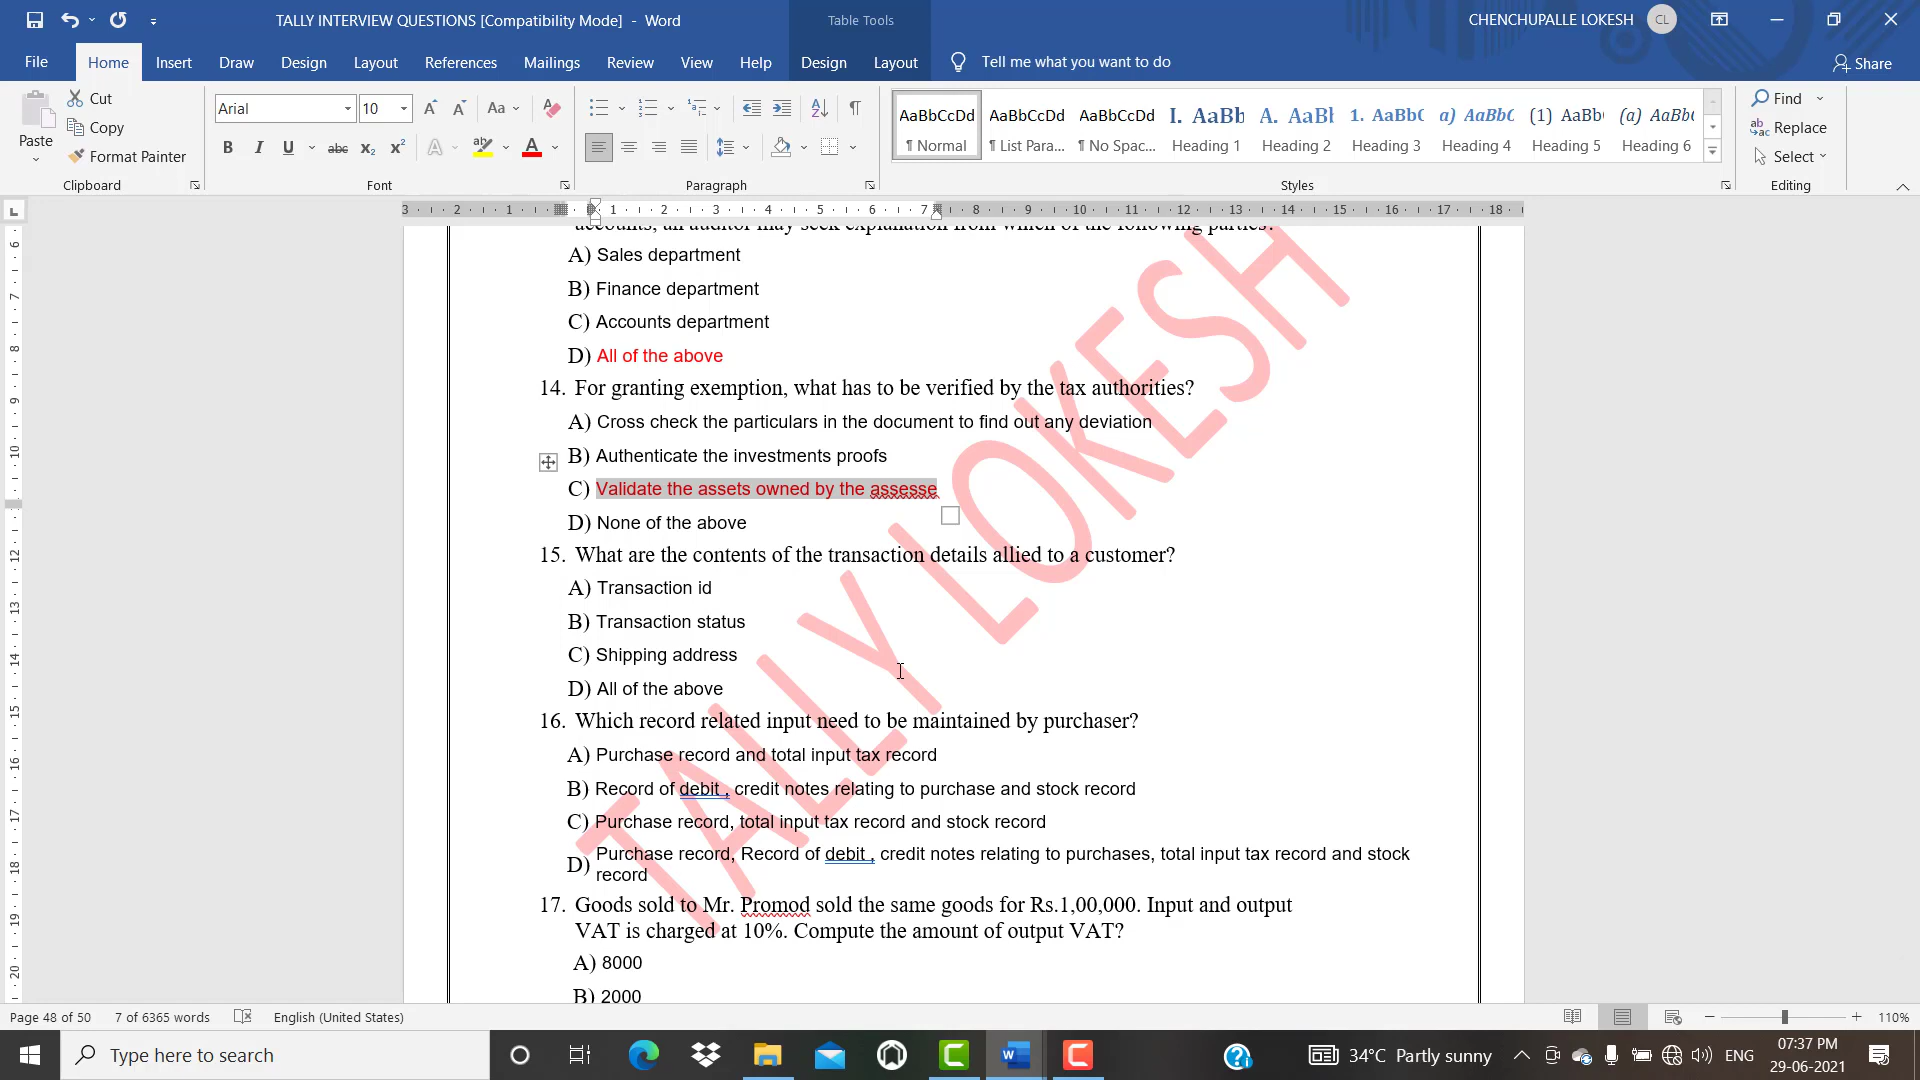 TALLY INTERVIEW QUESTIONS [Compatibility Mode] - Word
Table Tools
CHENCHUPALLE LOKESH
CL
File
Home
Insert
Draw
Design
Layout
References
Mailings
Review
View
Help
Design
Layout
Tell me what you want to do
Share
Paste
Cut
Copy
Format Painter
Clipboard
Arial
10
Font
Paragraph
AaBbCcDd
¶ Normal
AaBbCcDd
¶ List Para...
AaBbCcDd
¶ No Spac...
I. AaBb
Heading 1
A. AaBl
Heading 2
1. AaBbC
Heading 3
a) AaBbC
Heading 4
(1) AaBb
Heading 5
(a) AaBbC
Heading 6
Styles
Find
Replace
Select
Editing
accounts, an auditor may seek explanation from which of the following parties?
A) Sales department
B) Finance department
C) Accounts department
D) All of the above
14. For granting exemption, what has to be verified by the tax authorities?
A) Cross check the particulars in the document to find out any deviation
B) Authenticate the investments proofs
C) Validate the assets owned by the assesse
D) None of the above
15. What are the contents of the transaction details allied to a customer?
A) Transaction id
B) Transaction status
C) Shipping address
D) All of the above
16. Which record related input need to be maintained by purchaser?
A) Purchase record and total input tax record
B) Record of debit , credit notes relating to purchase and stock record
C) Purchase record, total input tax record and stock record
D) Purchase record, Record of debit , credit notes relating to purchases, total input tax record and stock
record
17. Goods sold to Mr. Promod sold the same goods for Rs.1,00,000. Input and output
VAT is charged at 10%. Compute the amount of output VAT?
A) 8000
B) 2000
TALLY LOKESH
Page 48 of 50
7 of 6365 words
English (United States)
110%
Type here to search
34°C Partly sunny
ENG
07:37 PM
29-06-2021